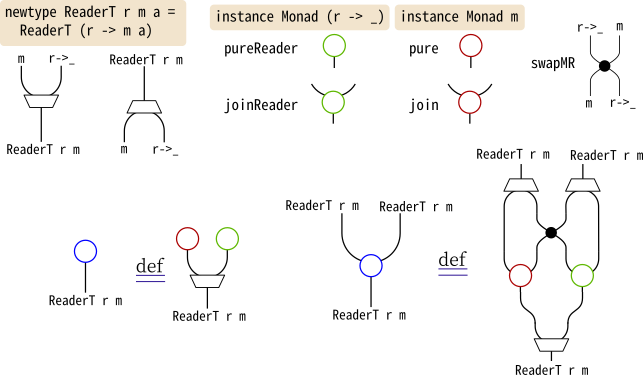 newtype ReaderT r m a =
ReaderT (r -> m a)
instance Monad (r -> _)
instance Monad m
pureReader
pure
joinReader
join
swapMR
r->_ m
m r->_
m r->_
ReaderT r m
ReaderT r m
m r->_
ReaderT r m
def
ReaderT r m
ReaderT r m ReaderT r m
def
ReaderT r m
ReaderT r m ReaderT r m
ReaderT r m